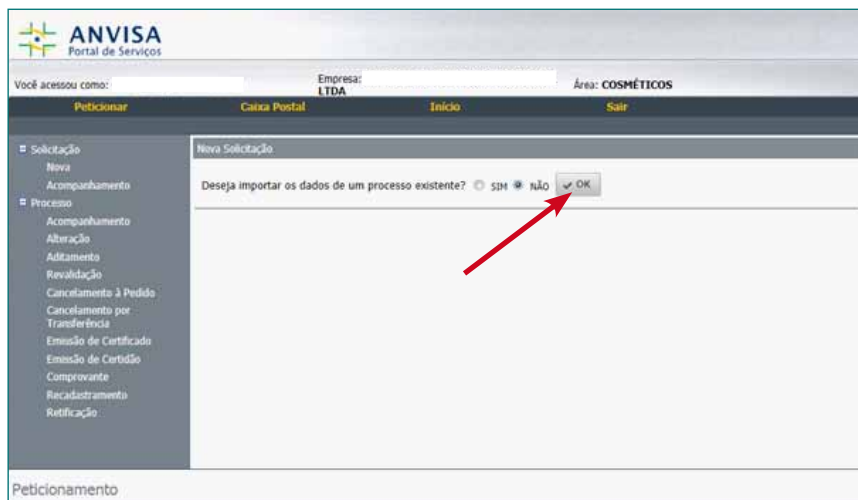 ANVISA
Portal de Serviços
Você acessou como:
Empresa:
LTDA
Área: COSMÉTICOS
Peticionar Caixa Postal Início Sair
Solicitação
Nova
Acompanhamento
Processo
Acompanhamento
Alteração
Aditamento
Revalidação
Cancelamento à Pedido
Cancelamento por
Transferência
Emissão de Certificado
Emissão de Certidão
Comprovante
Recadastramento
Retificação
Nova Solicitação
Deseja importar os dados de um processo existente? SIM NÃO OK
Peticionamento